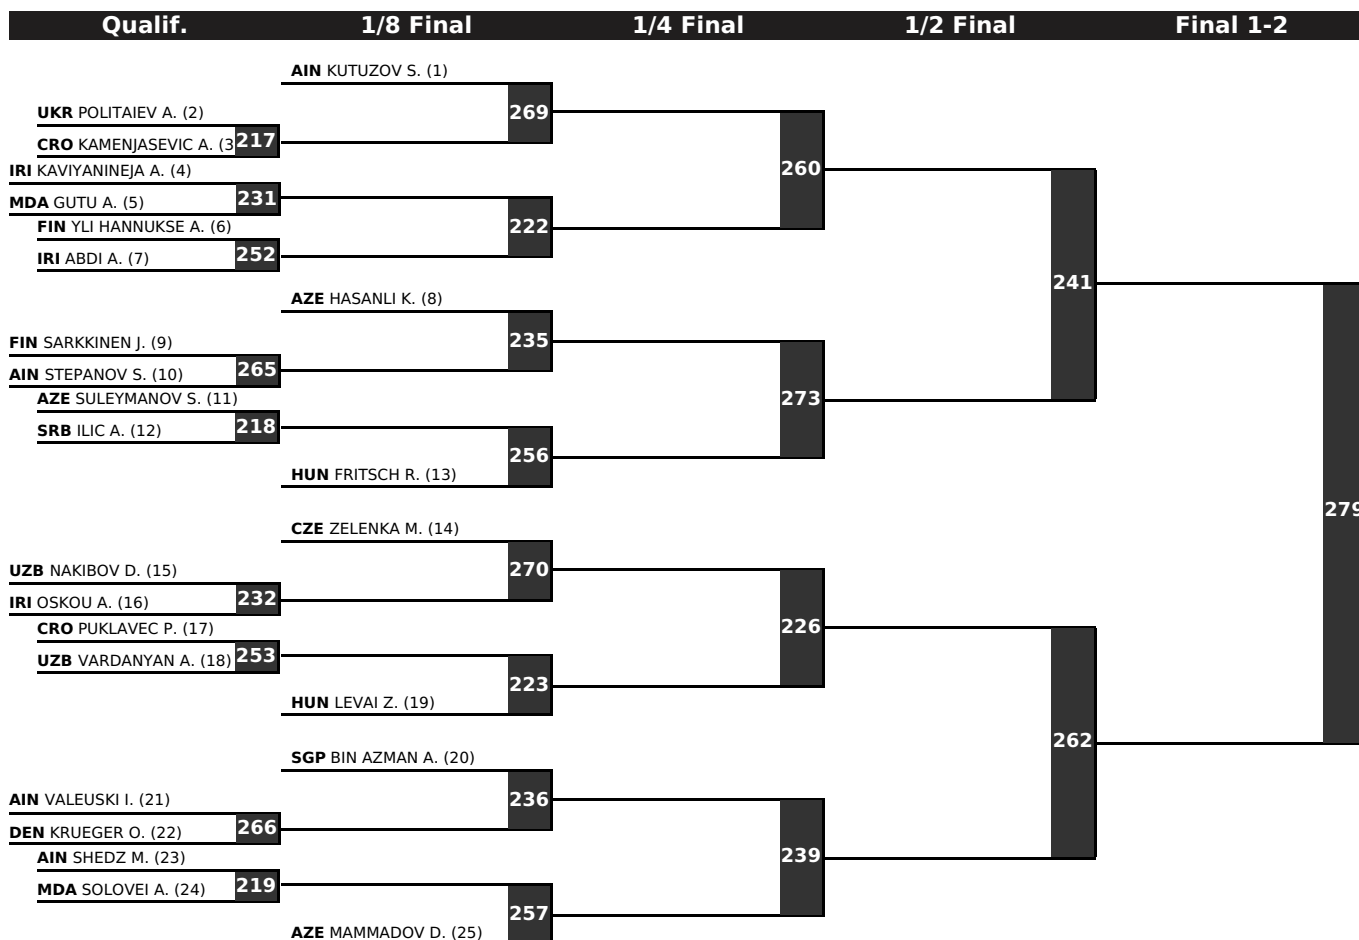 Qualif. 1/8 Final 1/4 Final 1/2 Final Final 1-2
AIN KUTUZOV S. (1)
269
UKR POLITAIEV A. (2)
217
CRO KAMENJASEVIC A. (3
260
IRI KAVIYANINEJA A. (4)
231
MDA GUTU A. (5)
222
FIN YLI HANNUKSE A. (6)
252
IRI ABDI A. (7)
241
AZE HASANLI K. (8)
235
FIN SARKKINEN J. (9)
265
AIN STEPANOV S. (10)
273
AZE SULEYMANOV S. (11)
218
SRB ILIC A. (12)
256
HUN FRITSCH R. (13)
279
CZE ZELENKA M. (14)
270
UZB NAKIBOV D. (15)
232
IRI OSKOU A. (16)
226
CRO PUKLAVEC P. (17)
253
UZB VARDANYAN A. (18)
223
HUN LEVAI Z. (19)
262
SGP BIN AZMAN A. (20)
236
AIN VALEUSKI I. (21)
266
DEN KRUEGER O. (22)
239
AIN SHEDZ M. (23)
219
MDA SOLOVEI A. (24)
257
AZE MAMMADOV D. (25)